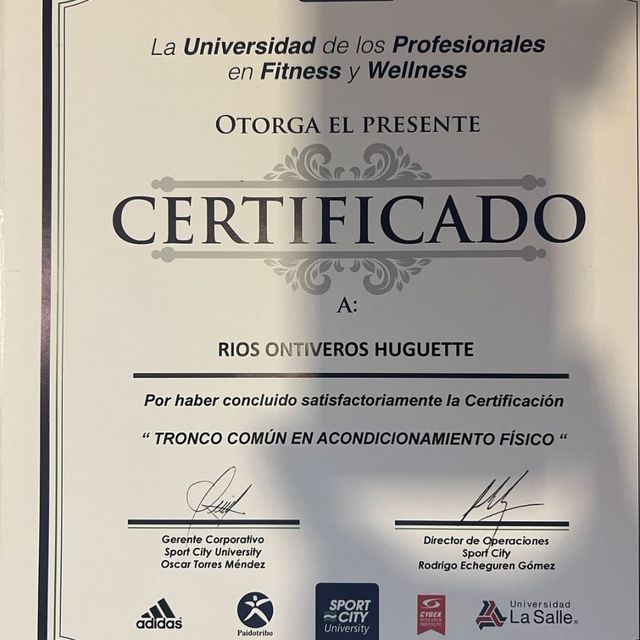 La Universidad de los Profesionales
en Fitness y Wellness
OTORGA EL PRESENTE
CERTIFICADO
A:
RIOS ONTIVEROS HUGUETTE
Por haber concluido satisfactoriamente la Certificación
“ TRONCO COMÚN EN ACONDICIONAMIENTO FÍSICO “
Gerente Corporativo
Sport City University
Oscar Torres Méndez
Director de Operaciones
Sport City
Rodrigo Echeguren Gómez
adidas
Paidotribo
SPORT
CITY
University
CYBEX
RESEARCH
INSTITUTE
Universidad
La Salle®